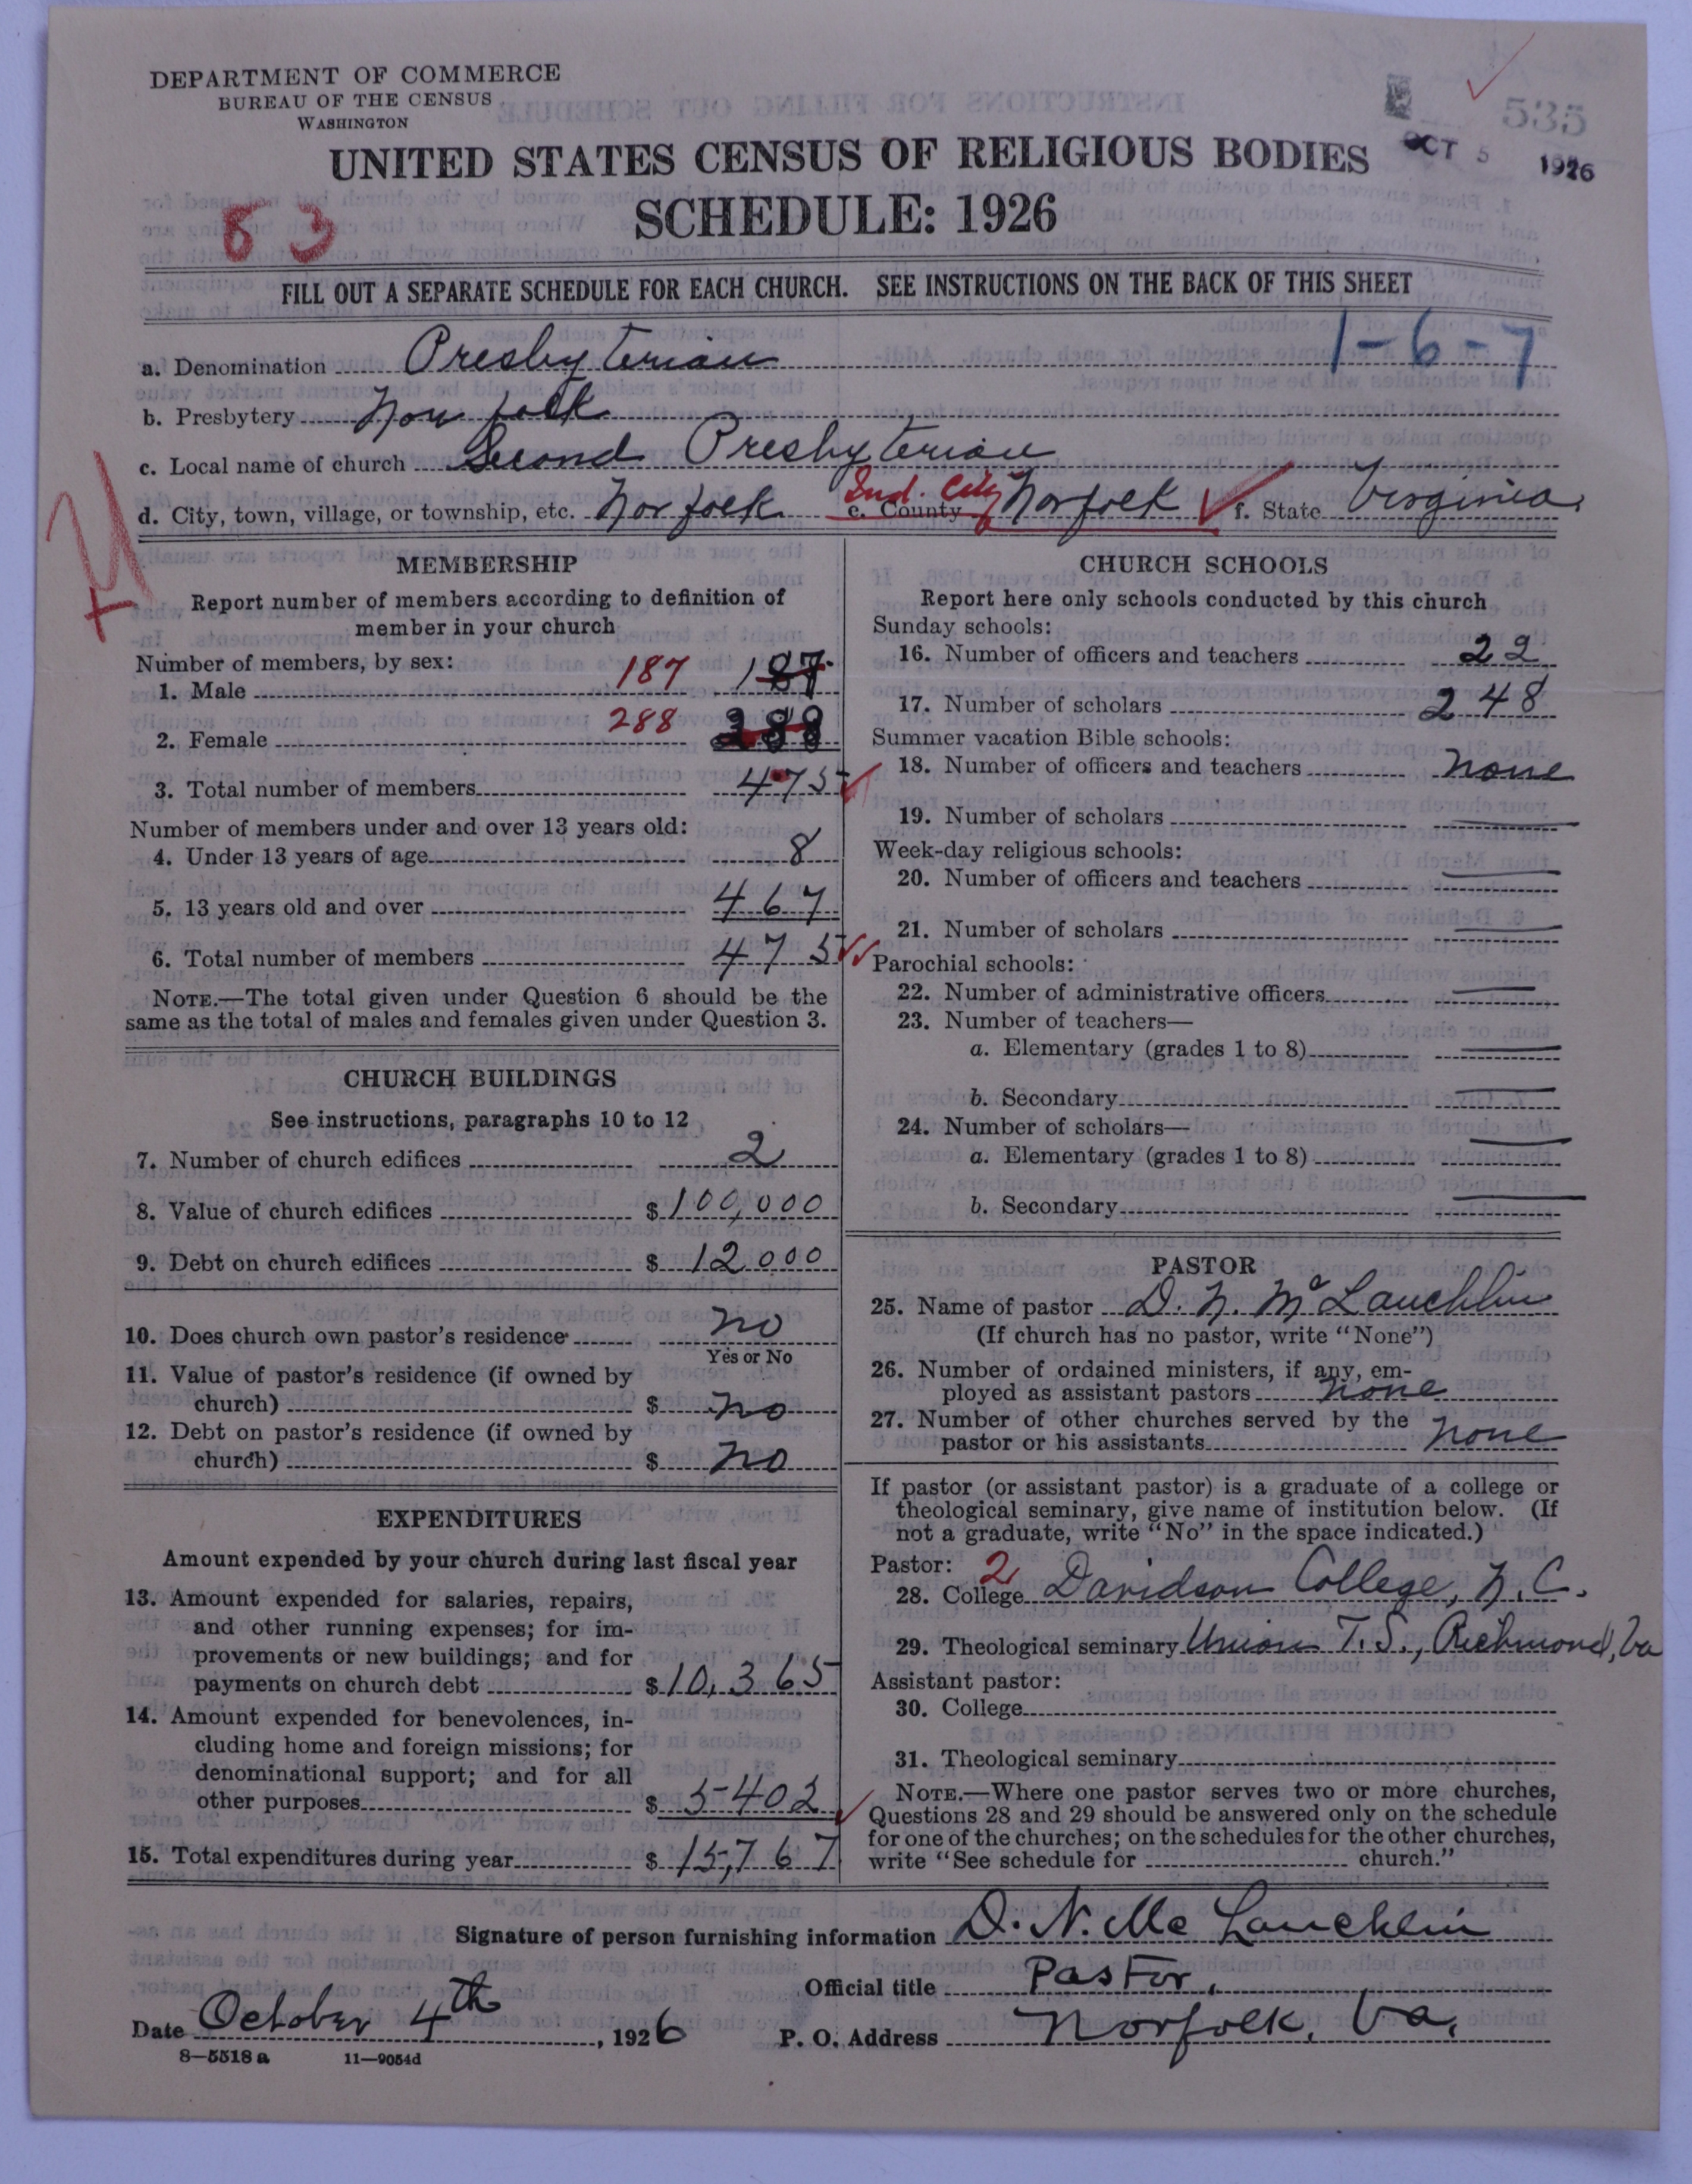 DEPARTMENT OF COMMERCE
BUREAU OF THE CENSUS
WASHINGTON
535
OCT 5 1926
UNITED STATES CENSUS OF RELIGIOUS BODIES
SCHEDULE: 1926
63
FILL OUT A SEPARATE SCHEDULE FOR EACH CHURCH. SEE INSTRUCTIONS ON THE BACK OF THIS SHEET
1-6-7
a. Denomination Presbyterian
b. Presbytery Norfolk
c. Local name of church Second Presbyterian
d. City, town, village, or township, etc. Norfolk Ind. City e. County Norfolk f. State Virginia
MEMBERSHIP
Report number of members according to definition of
member in your church
Number of members, by sex:
1. Male 187 187
2. Female 288 288
3. Total number of members 475
Number of members under and over 13 years old:
4. Under 13 years of age 8
5. 13 years old and over 467
6. Total number of members 475
NOTE.—The total given under Question 6 should be the
same as the total of males and females given under Question 3.
CHURCH BUILDINGS
See instructions, paragraphs 10 to 12
7. Number of church edifices 2
8. Value of church edifices $100,000
9. Debt on church edifices $12000
10. Does church own pastor's residence no
Yes or No
11. Value of pastor's residence (if owned by
church) $ no
12. Debt on pastor's residence (if owned by
church) $ no
EXPENDITURES
Amount expended by your church during last fiscal year
13. Amount expended for salaries, repairs,
and other running expenses; for im-
provements or new buildings; and for
payments on church debt $10,365
14. Amount expended for benevolences, in-
cluding home and foreign missions; for
denominational support; and for all
other purposes $5402
15. Total expenditures during year $15,767
CHURCH SCHOOLS
Report here only schools conducted by this church
Sunday schools:
16. Number of officers and teachers 22
17. Number of scholars 248
Summer vacation Bible schools:
18. Number of officers and teachers none
19. Number of scholars
Week-day religious schools:
20. Number of officers and teachers
21. Number of scholars
Parochial schools:
22. Number of administrative officers
23. Number of teachers—
a. Elementary (grades 1 to 8)
b. Secondary
24. Number of scholars—
a. Elementary (grades 1 to 8)
b. Secondary
PASTOR
25. Name of pastor D. N. McLauchlin
(If church has no pastor, write "None")
26. Number of ordained ministers, if any, em-
ployed as assistant pastors none
27. Number of other churches served by the
pastor or his assistants none
If pastor (or assistant pastor) is a graduate of a college or
theological seminary, give name of institution below. (If
not a graduate, write "No" in the space indicated.)
Pastor: 2
28. College Davidson College, N.C.
29. Theological seminary Union T.S., Richmond, Va
Assistant pastor:
30. College
31. Theological seminary
NOTE.—Where one pastor serves two or more churches,
Questions 28 and 29 should be answered only on the schedule
for one of the churches; on the schedules for the other churches,
write "See schedule for church."
Signature of person furnishing information D. N. McLauchlin
Official title Pastor,
Date October 4th, 1926 P. O. Address Norfolk, Va.
8—5518 a 11—9054d